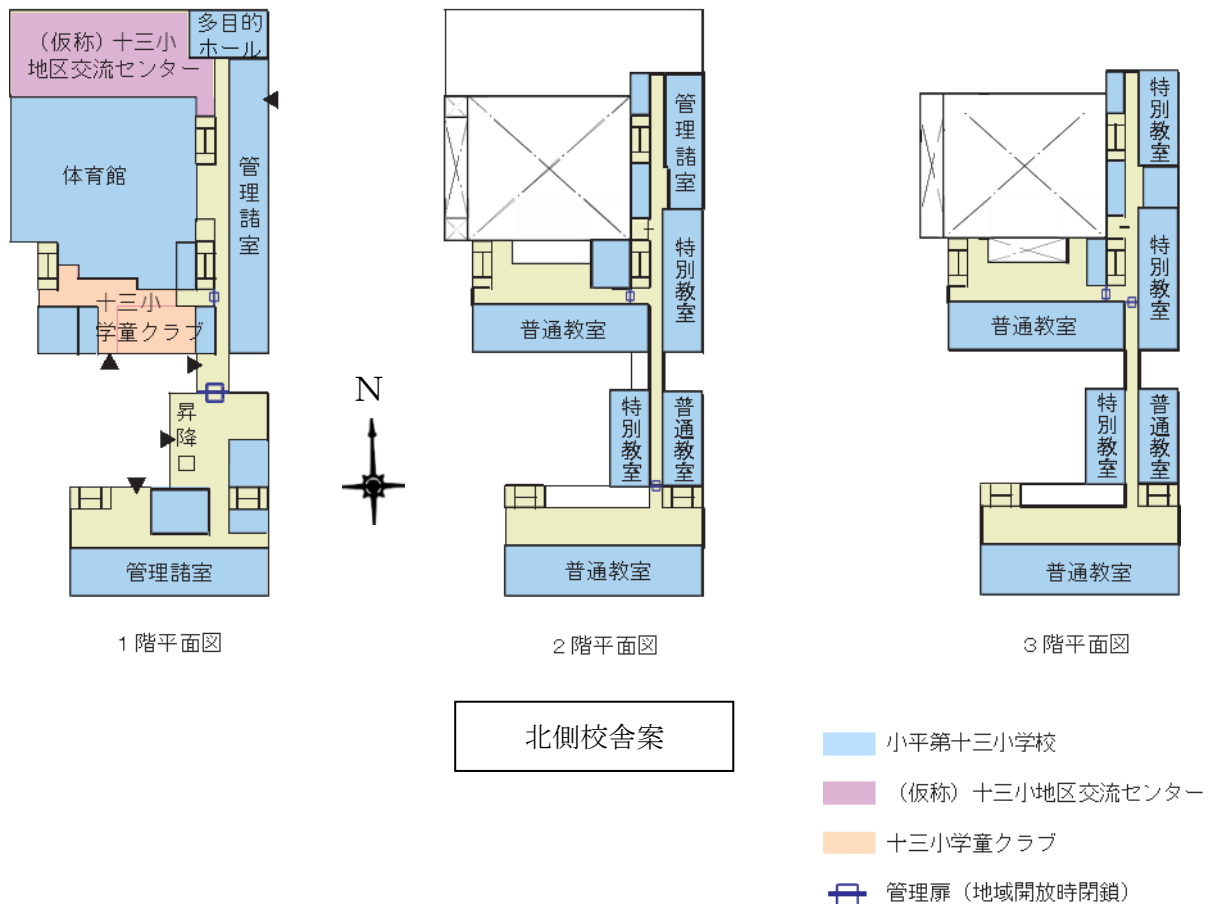 （仮称）十三小
地区交流センター
多目的
ホール
体育館
管理諸室
十三小
学童クラブ
昇降口
管理諸室
1階平面図
管理諸室
特別教室
普通教室
特別教室
普通教室
普通教室
2階平面図
特別教室
特別教室
普通教室
特別教室
普通教室
普通教室
3階平面図
N
北側校舎案
小平第十三小学校
（仮称）十三小地区交流センター
十三小学童クラブ
管理扉（地域開放時閉鎖）